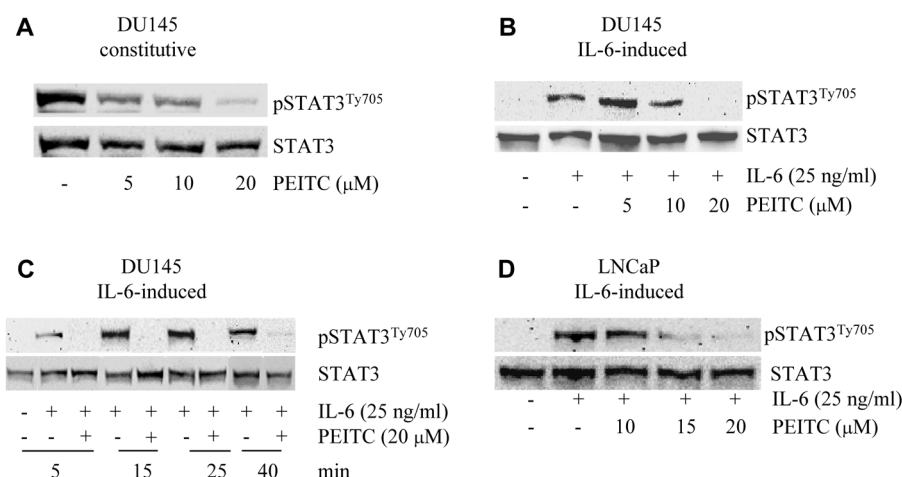 A
DU145
constitutive
pSTAT3Ty705
STAT3
- 5 10 20 PEITC (μM)
B
DU145
IL-6-induced
pSTAT3Ty705
STAT3
- + + + + IL-6 (25 ng/ml)
- - 5 10 20 PEITC (μM)
C
DU145
IL-6-induced
pSTAT3Ty705
STAT3
- + + + + + + + + IL-6 (25 ng/ml)
- - + - + - + - + PEITC (20 μM)
5 15 25 40 min
D
LNCaP
IL-6-induced
pSTAT3Ty705
STAT3
- + + + + IL-6 (25 ng/ml)
- - 10 15 20 PEITC (μM)